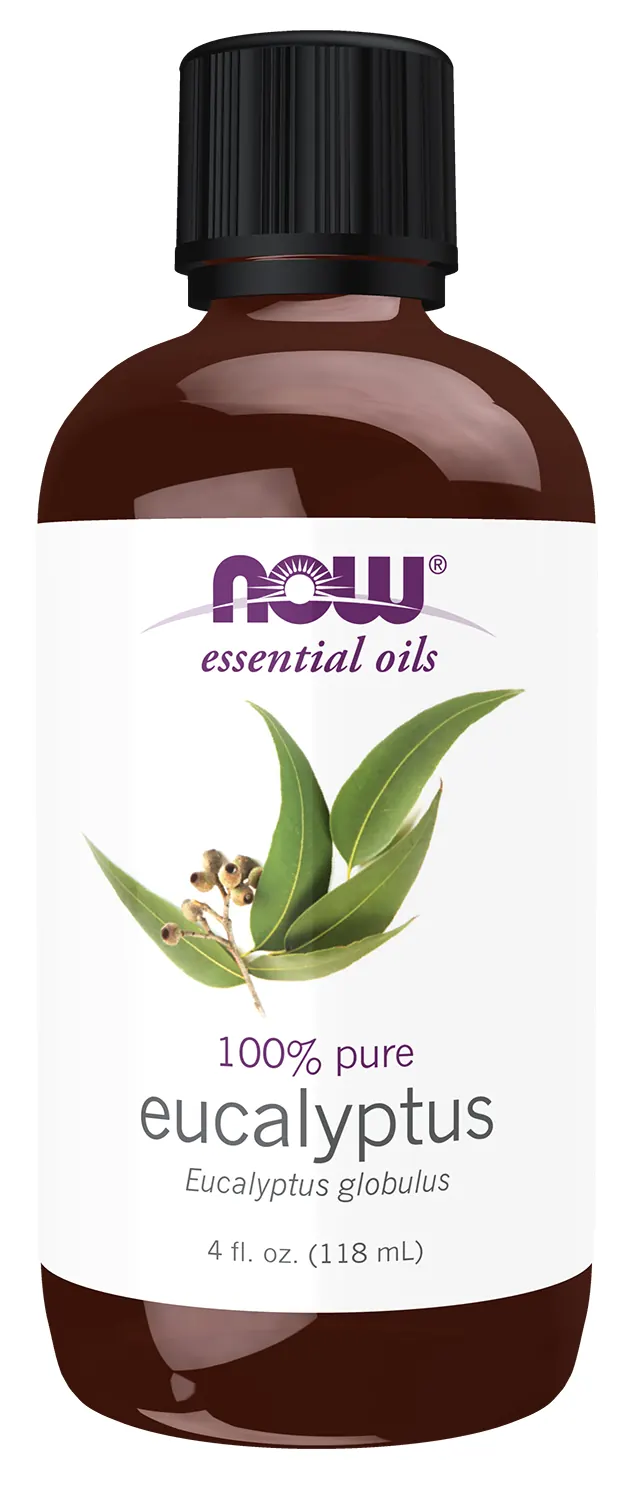 now®
essential oils
100% pure
eucalyptus
Eucalyptus globulus
4 fl. oz. (118 mL)